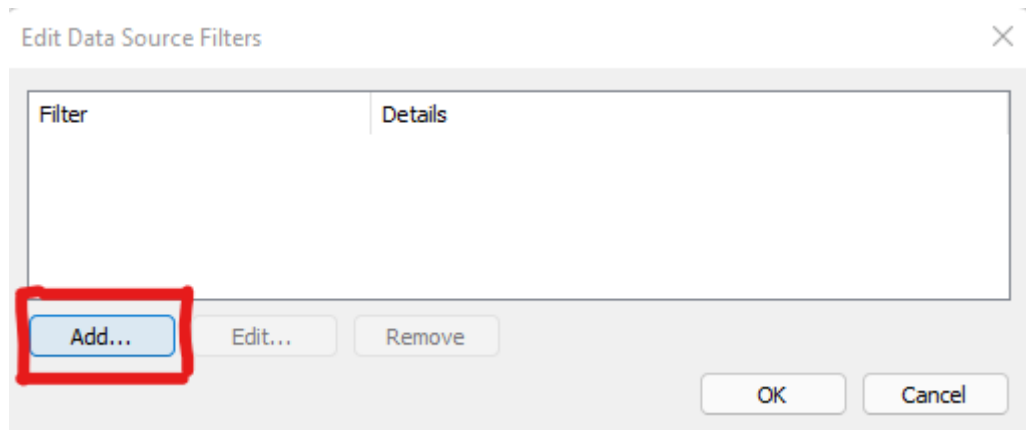 Edit Data Source Filters
Filter Details
Add... Edit... Remove
OK Cancel